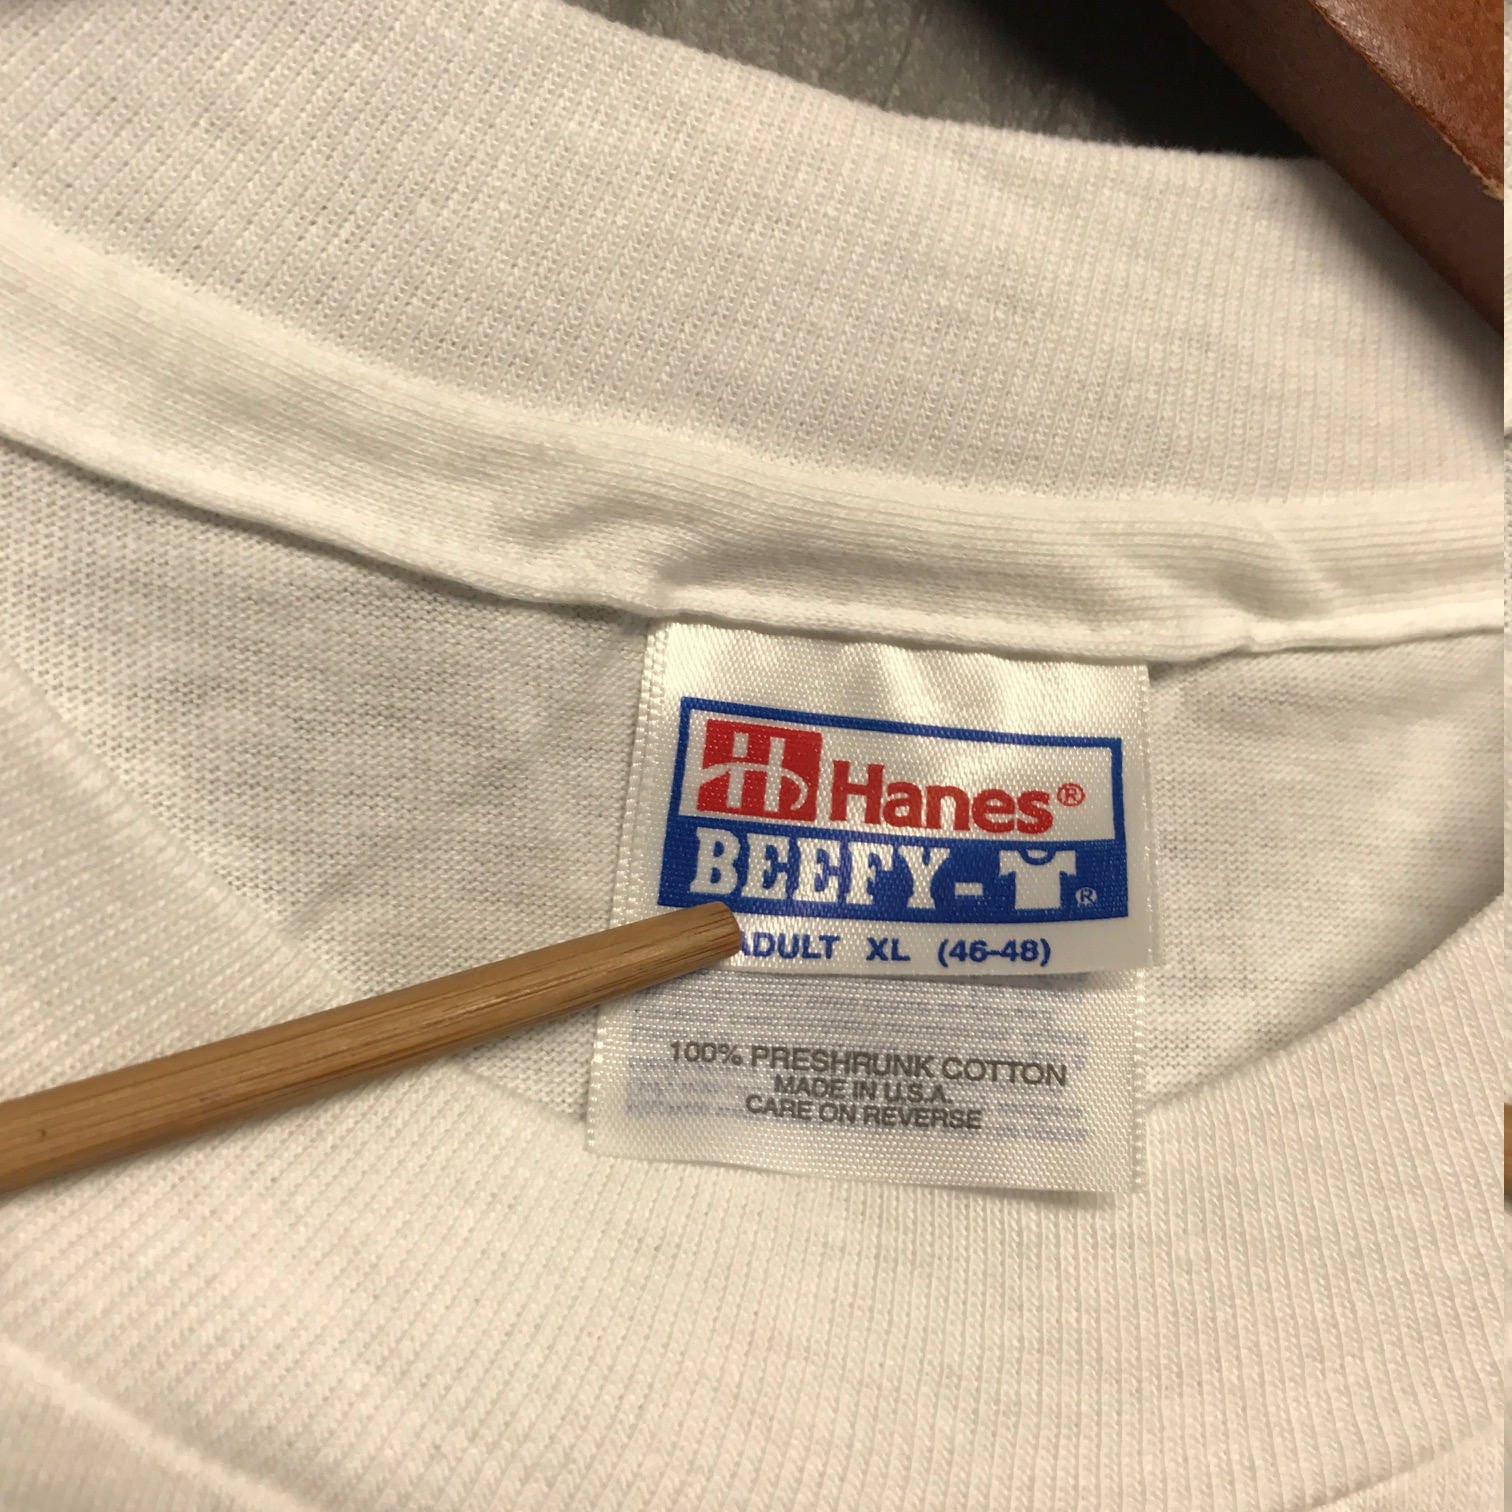 Hanes®
BEEFY-T®
ADULT XL (46-48)
100% PRESHRUNK COTTON
MADE IN U.S.A.
CARE ON REVERSE